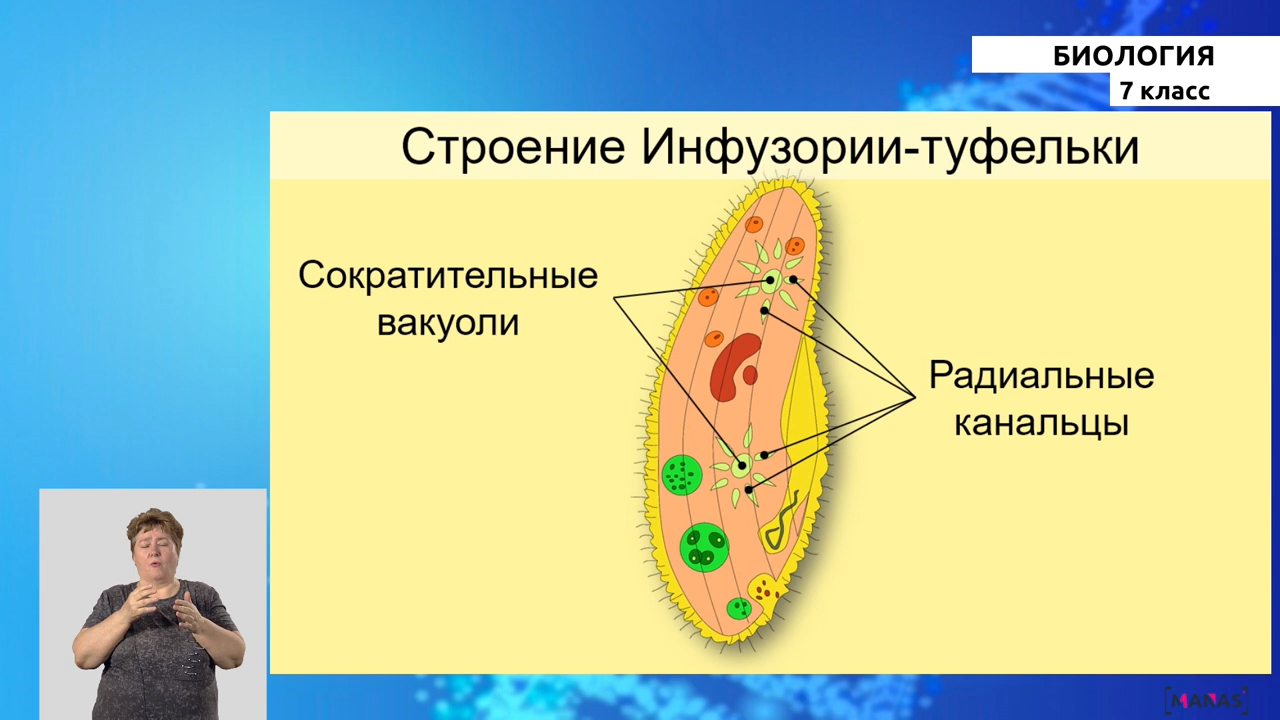 БИОЛОГИЯ
7 класс
Строение Инфузории-туфельки
Сократительные
вакуоли
Радиальные
канальцы
[MANAS]